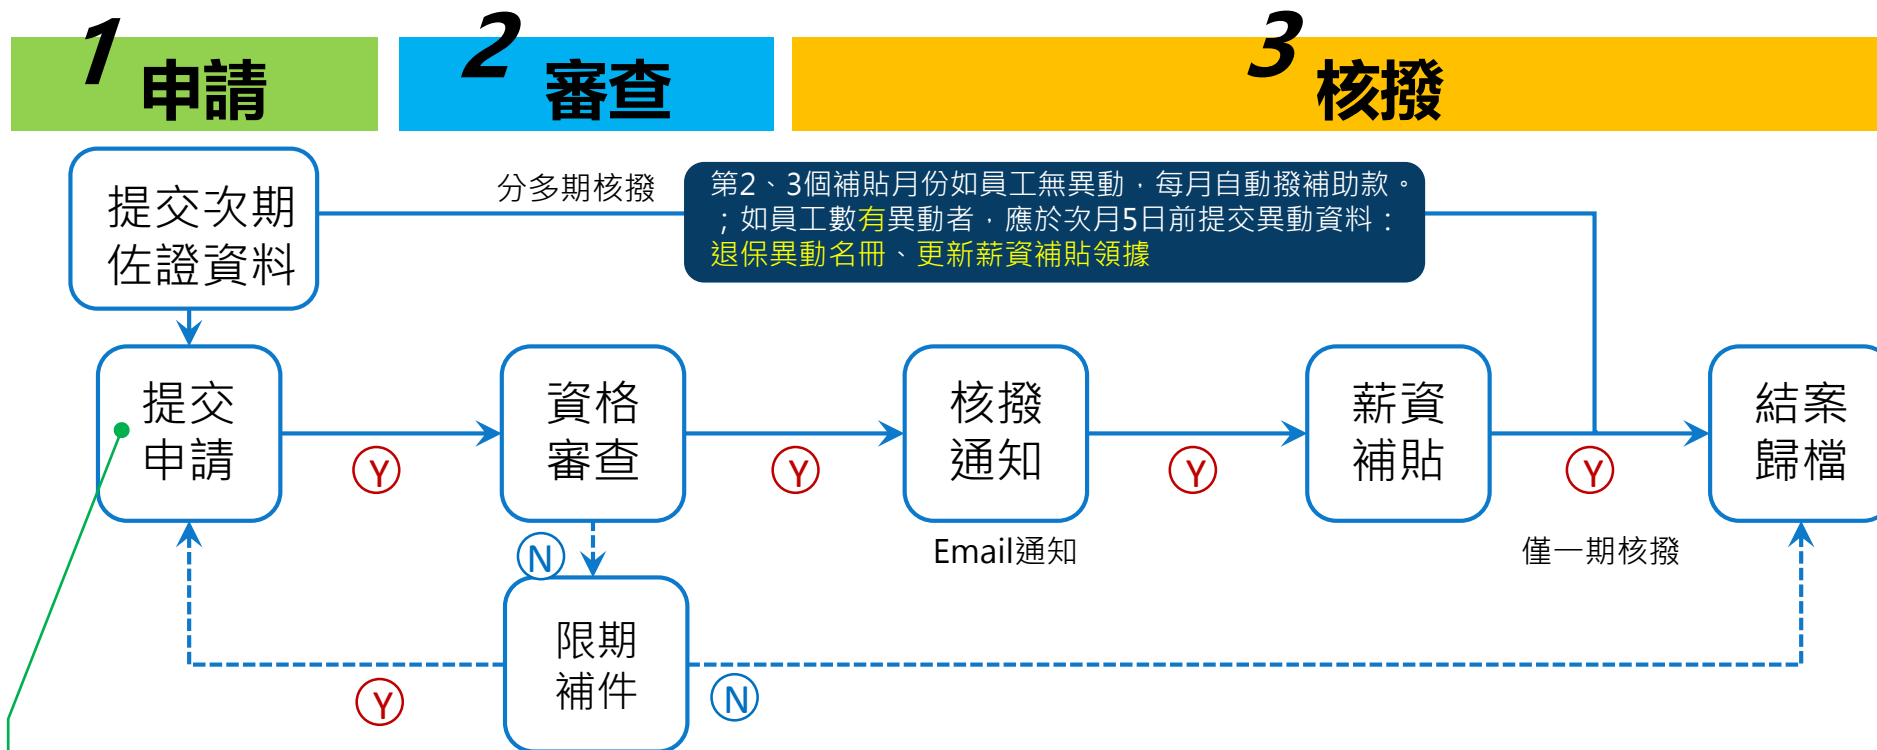 1 申請
2 審查
3 核撥
提交次期
佐證資料
分多期核撥
第2、3個補貼月份如員工無異動，每月自動撥補助款。
；如員工數有異動者，應於次月5日前提交異動資料：
退保異動名冊、更新薪資補貼領據
提交
申請
Y
資格
審查
Y
核撥
通知
Y
薪資
補貼
Y
結案
歸檔
N
Email通知
僅一期核撥
限期
補件
Y
N